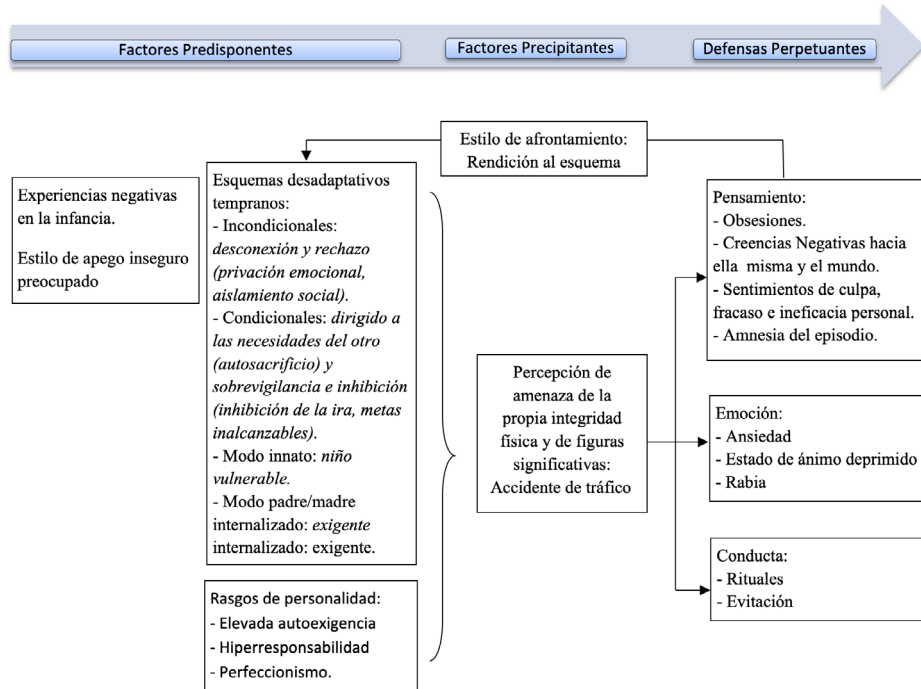 Factores Predisponentes
Factores Precipitantes
Defensas Perpetuantes
Estilo de afrontamiento:
Rendición al esquema
Experiencias negativas
en la infancia.
Estilo de apego inseguro
preocupado
Esquemas desadaptativos
tempranos:
- Incondicionales:
desconexión y rechazo
(privación emocional,
aislamiento social).
- Condicionales: dirigido a
las necesidades del otro
(autosacrificio) y
sobrevigilancia e inhibición
(inhibición de la ira, metas
inalcanzables).
- Modo innato: niño
vulnerable.
- Modo padre/madre
internalizado: exigente
internalizado: exigente.
Rasgos de personalidad:
- Elevada autoexigencia
- Hiperresponsabilidad
- Perfeccionismo.
Percepción de
amenaza de la
propia integridad
física y de figuras
significativas:
Accidente de tráfico
Pensamiento:
- Obsesiones.
- Creencias Negativas hacia
ella misma y el mundo.
- Sentimientos de culpa,
fracaso e ineficacia personal.
- Amnesia del episodio.
Emoción:
- Ansiedad
- Estado de ánimo deprimido
- Rabia
Conducta:
- Rituales
- Evitación